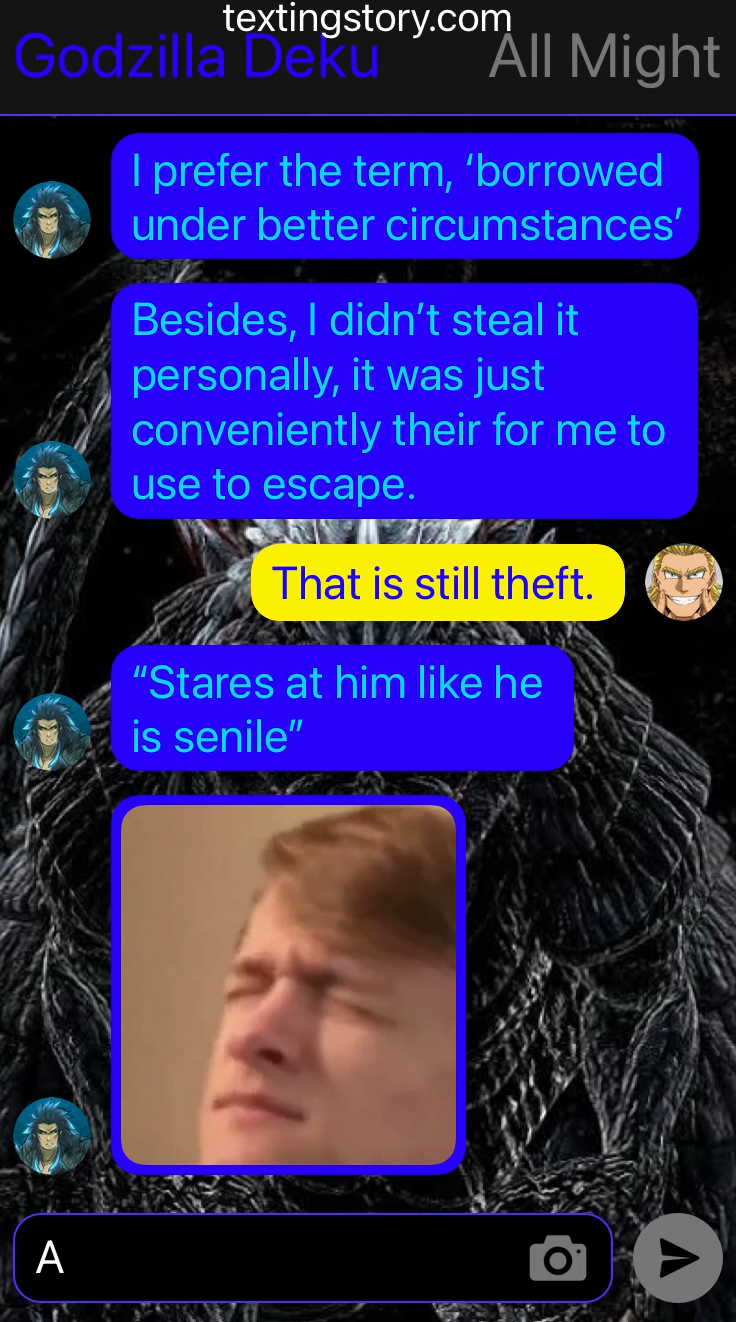 textingstory.com
Godzilla Deku All Might
I prefer the term, ‘borrowed
under better circumstances’
Besides, I didn’t steal it
personally, it was just
conveniently their for me to
use to escape.
That is still theft.
“Stares at him like he
is senile”
A